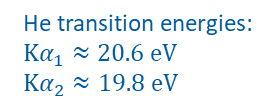 He transition energies:
Kα₁ ≈ 20.6 eV
Kα₂ ≈ 19.8 eV